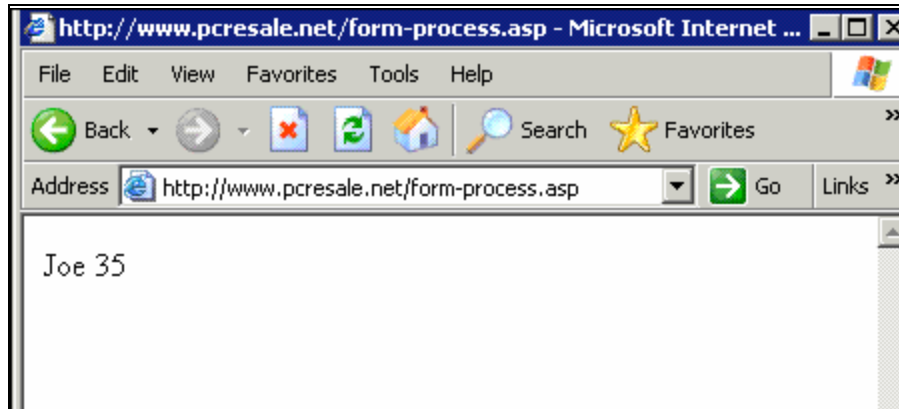 http://www.pcresale.net/form-process.asp - Microsoft Internet ...
File Edit View Favorites Tools Help
Back Search Favorites
Address http://www.pcresale.net/form-process.asp Go Links
Joe 35